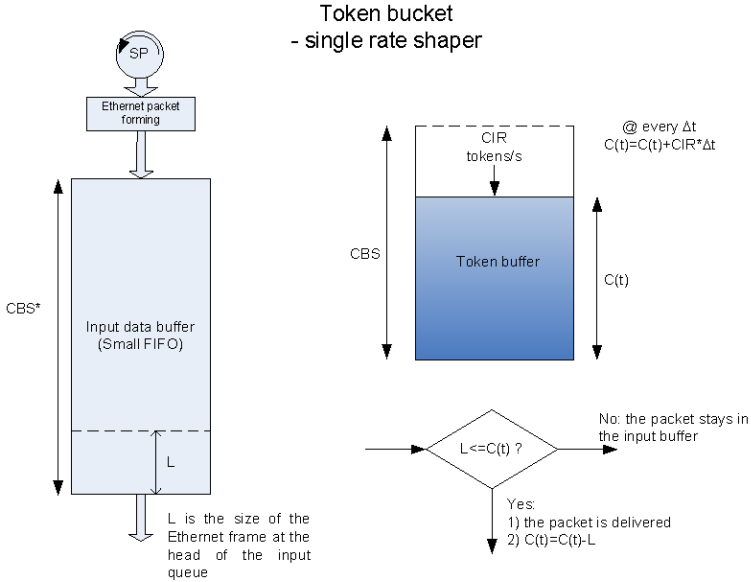 Token bucket
- single rate shaper
SP
Ethernet packet
forming
CBS*
Input data buffer
(Small FIFO)
L
L is the size of the
Ethernet frame at the
head of the input
queue
CIR
tokens/s
@ every Δt
C(t)=C(t)+CIR*Δt
CBS
Token buffer
C(t)
L<=C(t) ?
No: the packet stays in
the input buffer
Yes:
1) the packet is delivered
2) C(t)=C(t)-L